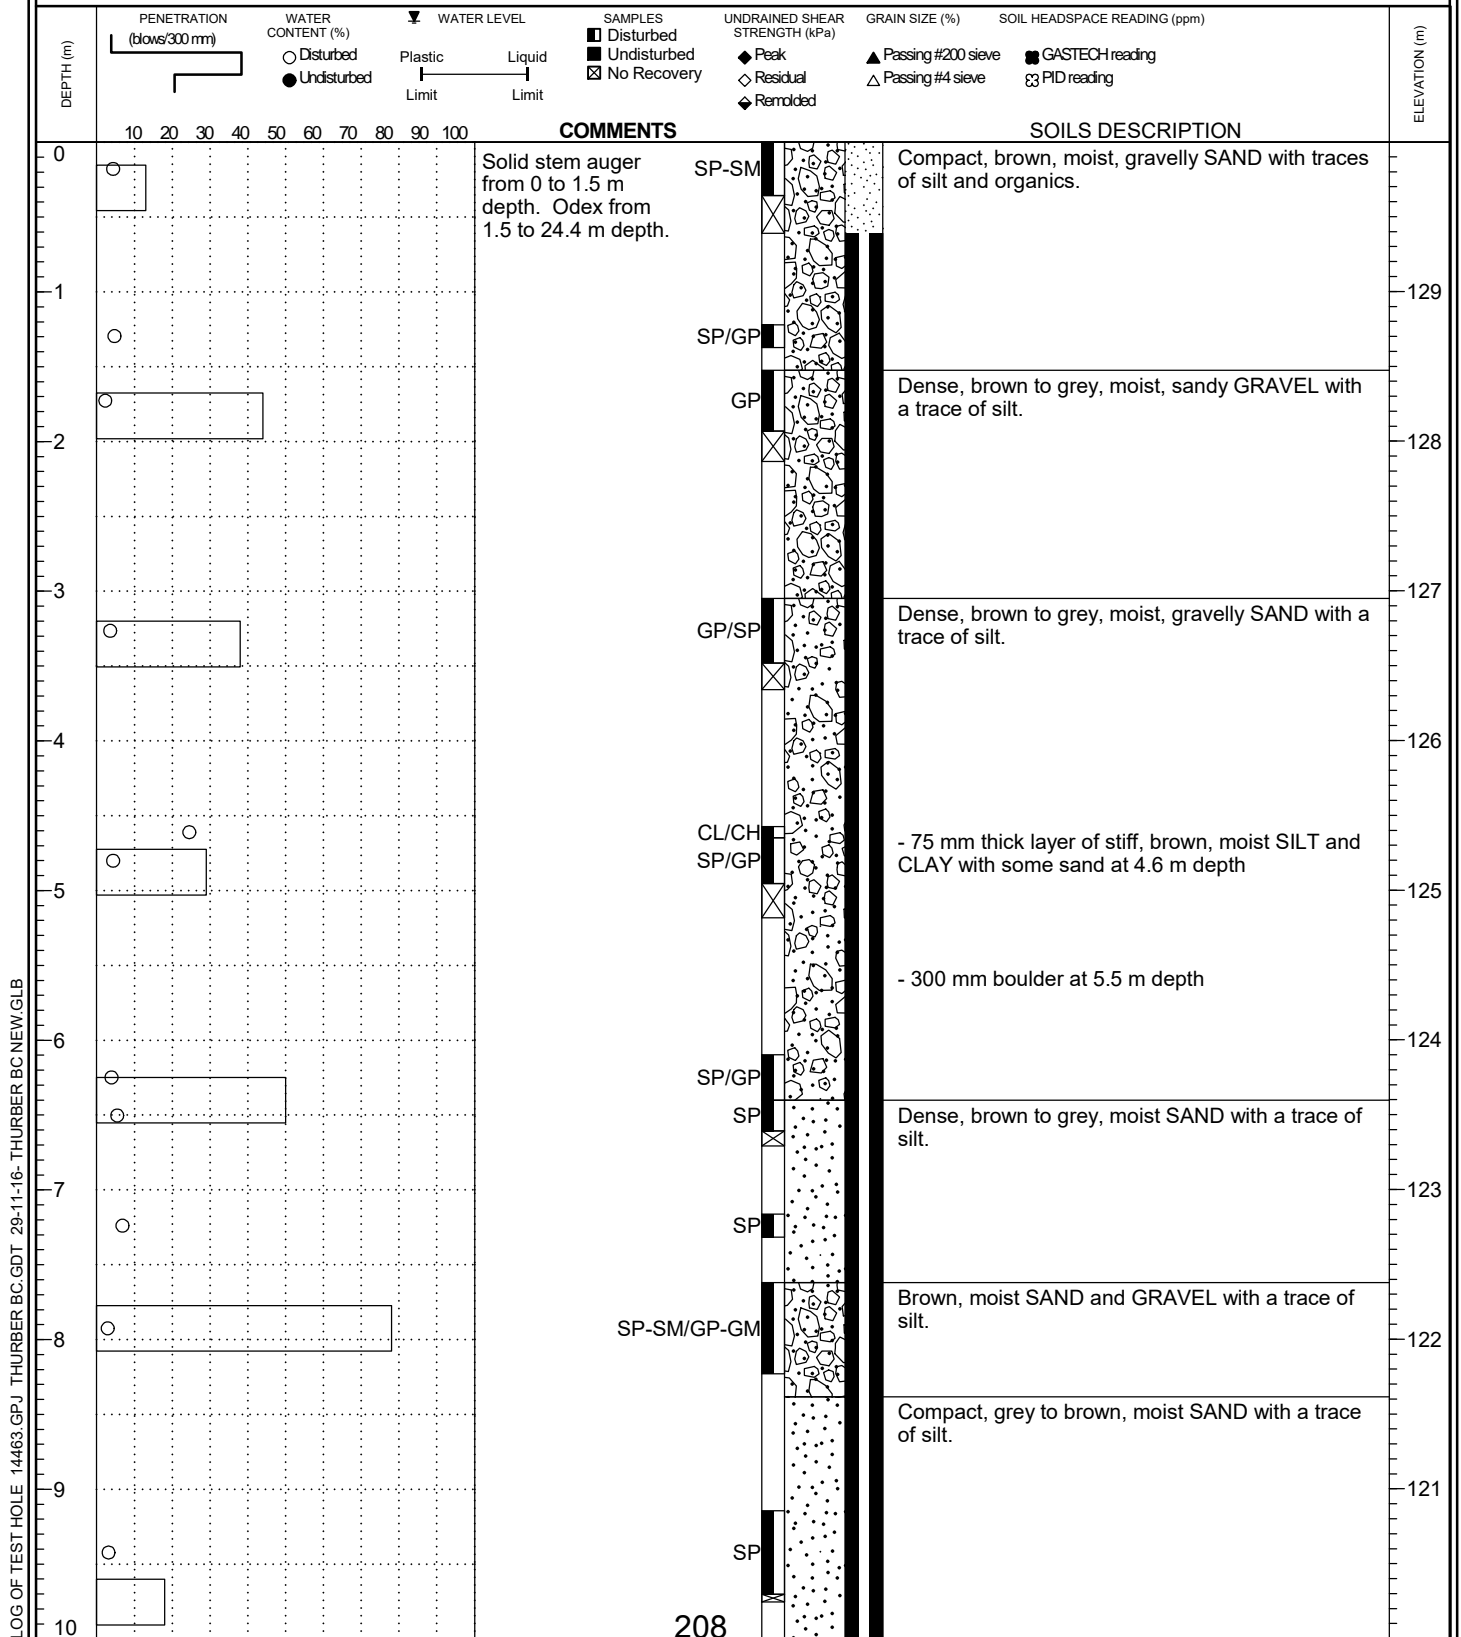 PENETRATION
(blows/300 mm)
WATER
CONTENT (%)
Disturbed
Undisturbed
WATER LEVEL
Plastic Liquid
Limit Limit
SAMPLES
Disturbed
Undisturbed
No Recovery
UNDRAINED SHEAR
STRENGTH (kPa)
Peak
Residual
Remolded
GRAIN SIZE (%)
Passing #200 sieve
Passing #4 sieve
SOIL HEADSPACE READING (ppm)
GASTECH reading
PID reading
DEPTH (m)
ELEVATION (m)
10 20 30 40 50 60 70 80 90 100
COMMENTS
SOILS DESCRIPTION
0
Solid stem auger
from 0 to 1.5 m
depth. Odex from
1.5 to 24.4 m depth.
SP-SM
Compact, brown, moist, gravelly SAND with traces
of silt and organics.
1
129
SP/GP
GP
Dense, brown to grey, moist, sandy GRAVEL with
a trace of silt.
2
128
3
127
GP/SP
Dense, brown to grey, moist, gravelly SAND with a
trace of silt.
4
126
CL/CH
SP/GP
- 75 mm thick layer of stiff, brown, moist SILT and
CLAY with some sand at 4.6 m depth
5
125
- 300 mm boulder at 5.5 m depth
6
124
SP/GP
SP
Dense, brown to grey, moist SAND with a trace of
silt.
7
123
SP
Brown, moist SAND and GRAVEL with a trace of
silt.
SP-SM/GP-GM
8
122
Compact, grey to brown, moist SAND with a trace
of silt.
9
121
SP
10
208
LOG OF TEST HOLE 14463.GPJ THURBER BC.GDT 29-11-16- THURBER BC NEW.GLB